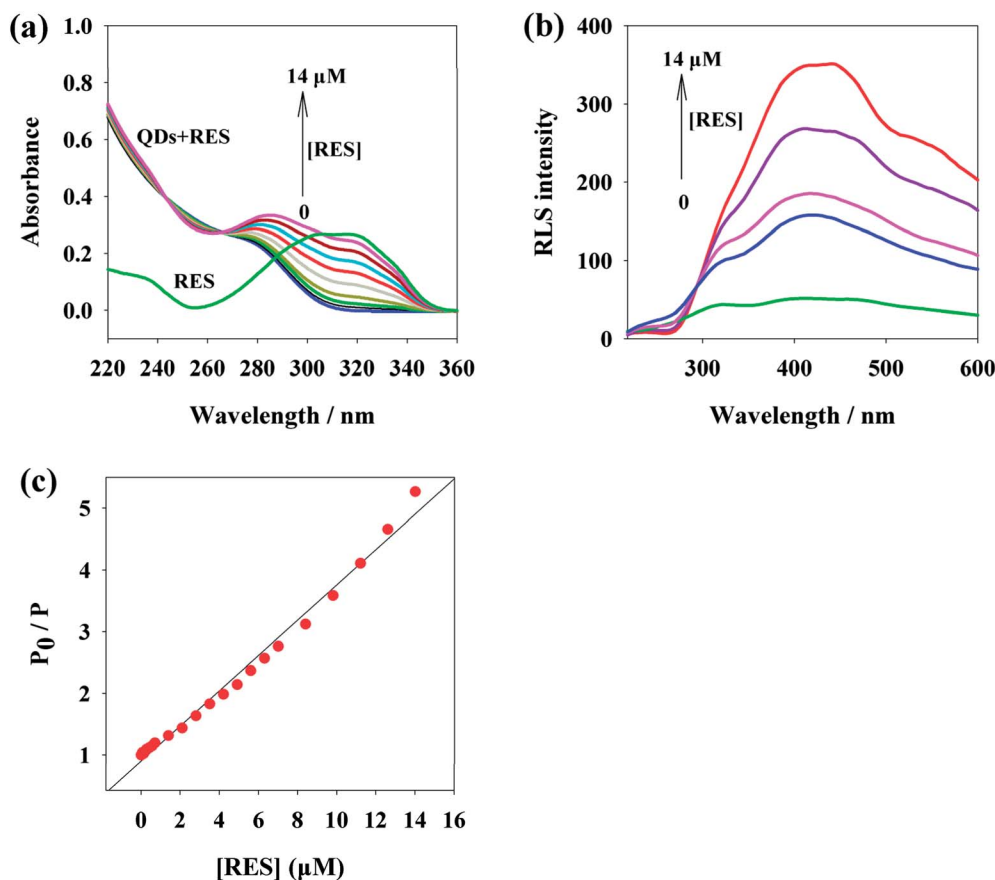 (a)
1.0
0.8
0.6
0.4
0.2
0.0
Absorbance
14 µM
[RES]
0
QDs+RES
RES
220 240 260 280 300 320 340 360
Wavelength / nm
(b)
400
300
200
100
0
RLS intensity
14 µM
[RES]
0
300 400 500 600
Wavelength / nm
(c)
5
4
3
2
1
P0 / P
0 2 4 6 8 10 12 14 16
[RES] (µM)